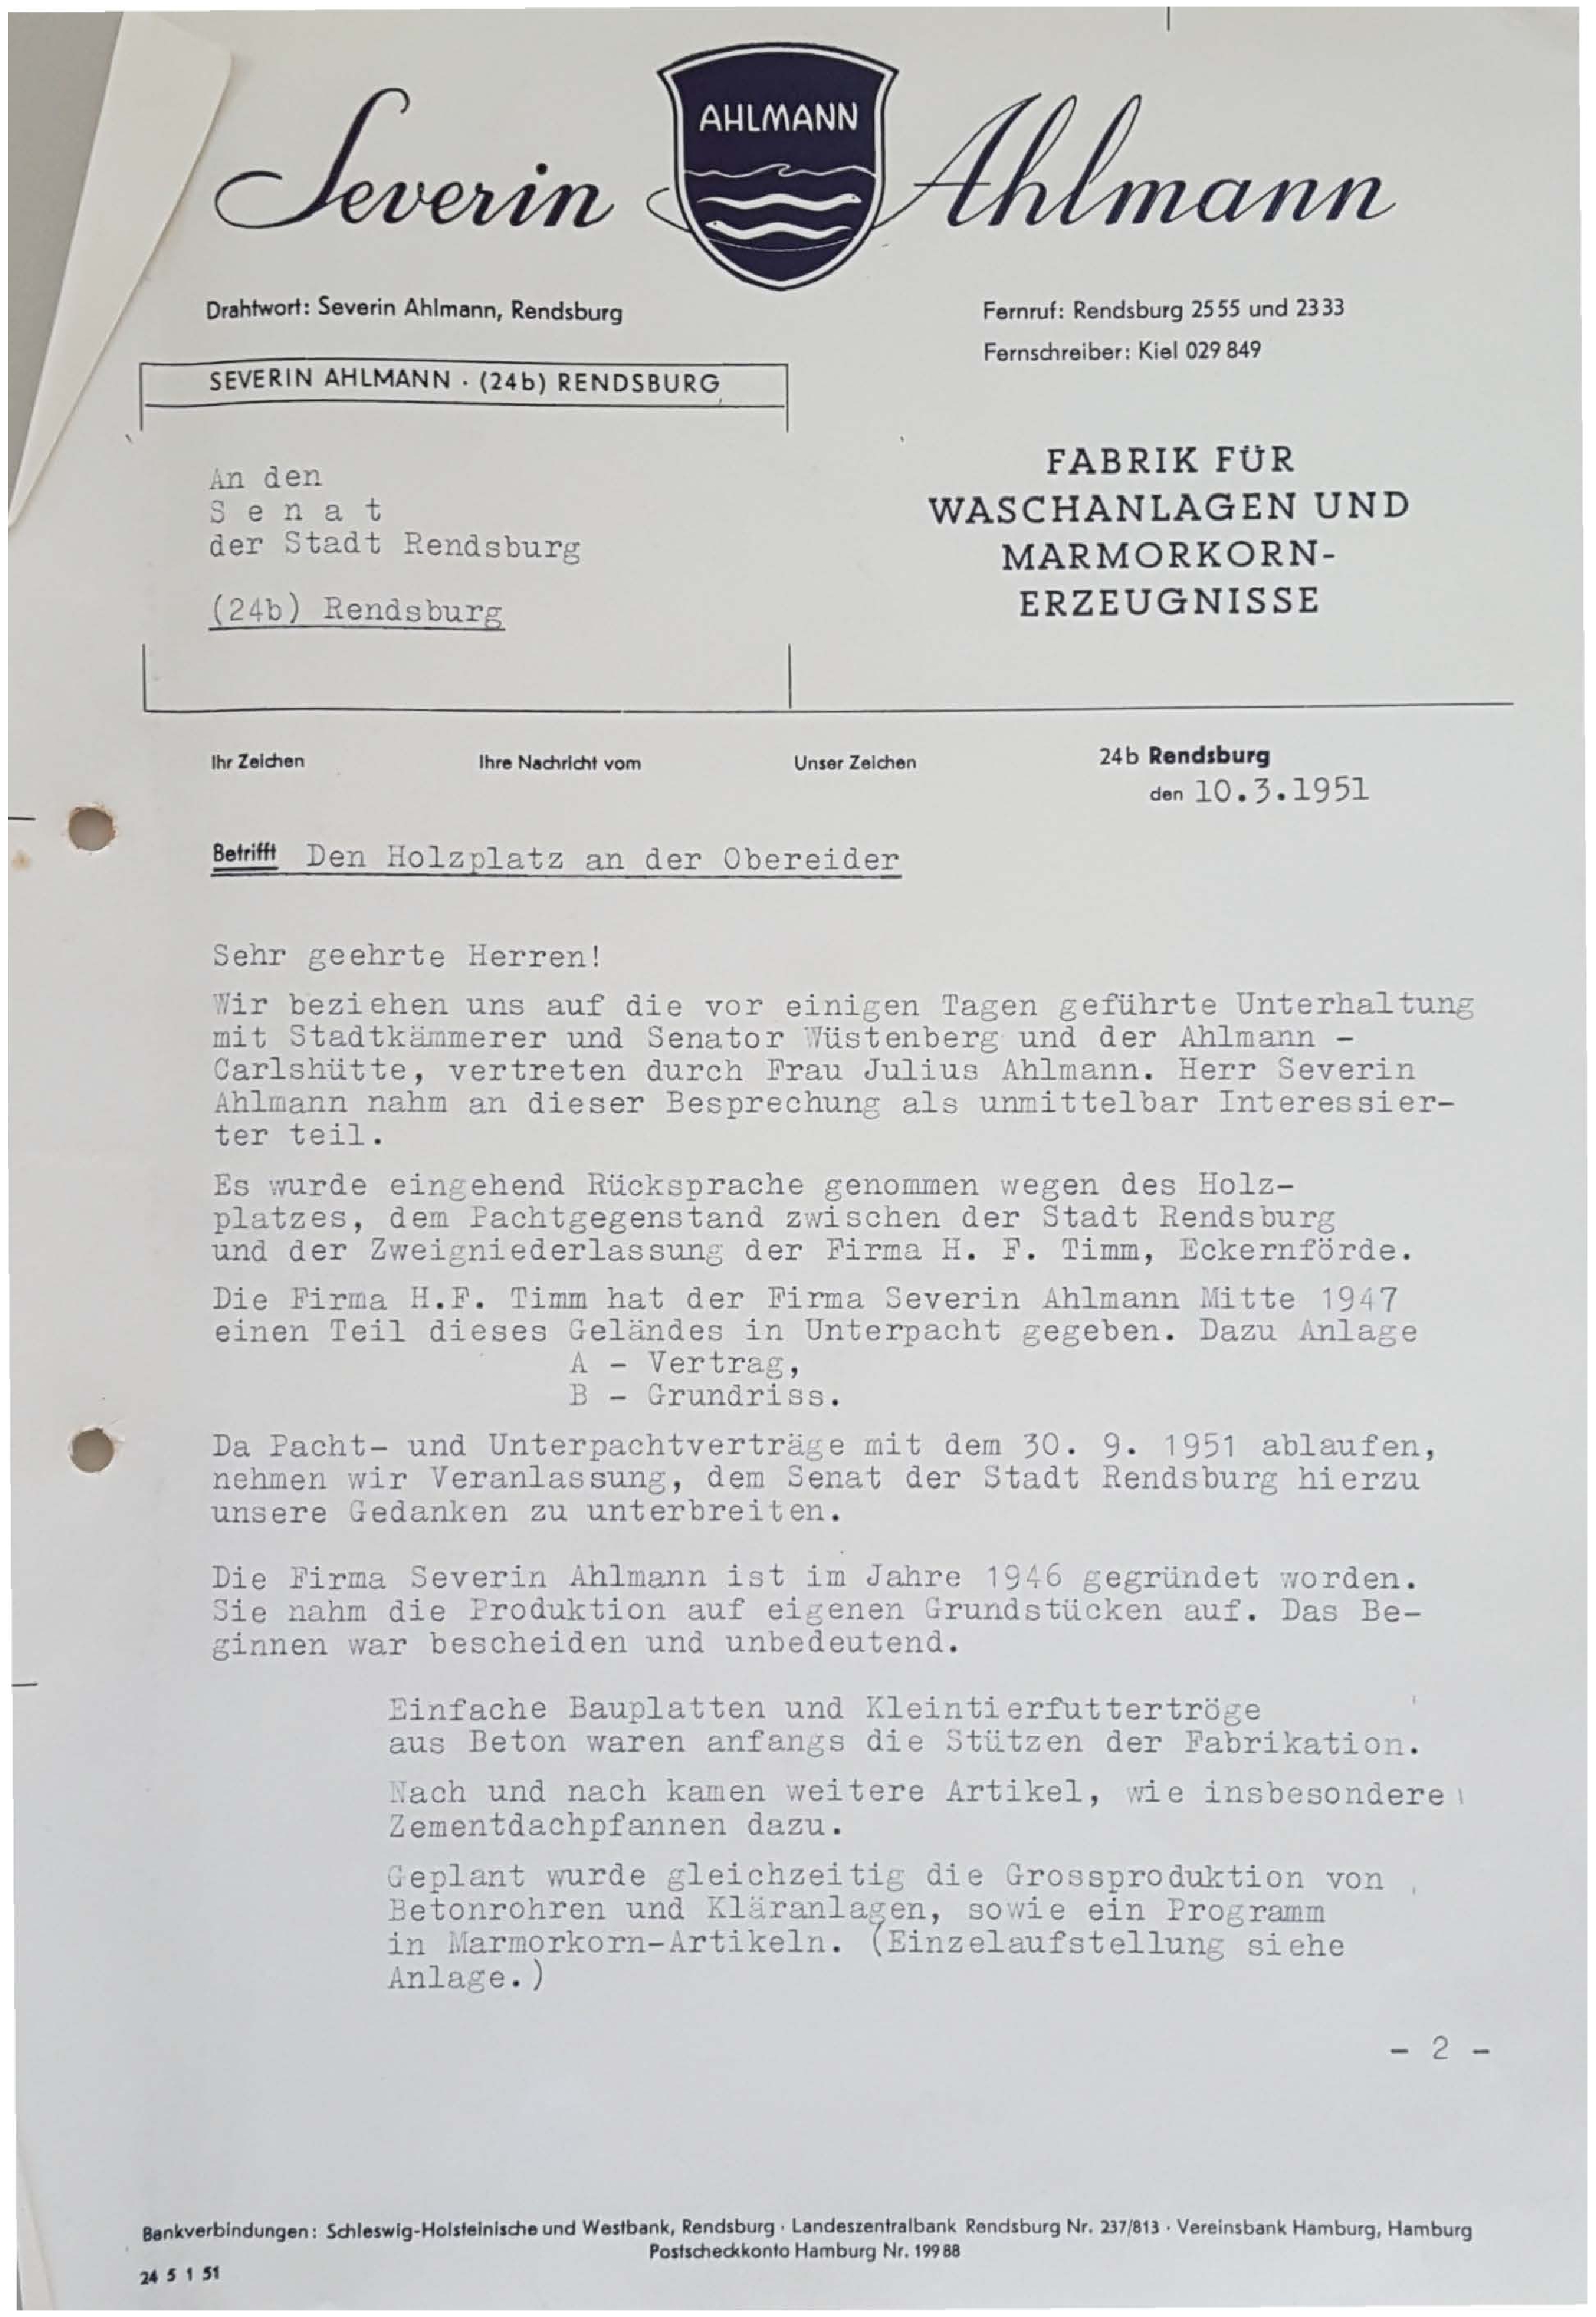 Severin AHLMANN Ahlmann
Drahtwort: Severin Ahlmann, Rendsburg
Fernruf: Rendsburg 25 55 und 23 33
Fernschreiber: Kiel 029 849
SEVERIN AHLMANN · (24b) RENDSBURG
An den
S e n a t
der Stadt Rendsburg
(24b) Rendsburg
FABRIK FÜR
WASCHANLAGEN UND
MARMORKORN-
ERZEUGNISSE
Ihr Zeichen Ihre Nachricht vom Unser Zeichen 24b Rendsburg
den 10.3.1951
Betrifft Den Holzplatz an der Obereider
Sehr geehrte Herren!
Wir beziehen uns auf die vor einigen Tagen geführte Unterhaltung
mit Stadtkämmerer und Senator Wüstenberg und der Ahlmann -
Carlshütte, vertreten durch Frau Julius Ahlmann. Herr Severin
Ahlmann nahm an dieser Besprechung als unmittelbar Interessier-
ter teil.
Es wurde eingehend Rücksprache genommen wegen des Holz-
platzes, dem Pachtgegenstand zwischen der Stadt Rendsburg
und der Zweigniederlassung der Firma H. F. Timm, Eckernförde.
Die Firma H.F. Timm hat der Firma Severin Ahlmann Mitte 1947
einen Teil dieses Geländes in Unterpacht gegeben. Dazu Anlage
A - Vertrag,
B - Grundriss.
Da Pacht- und Unterpachtverträge mit dem 30. 9. 1951 ablaufen,
nehmen wir Veranlassung, dem Senat der Stadt Rendsburg hierzu
unsere Gedanken zu unterbreiten.
Die Firma Severin Ahlmann ist im Jahre 1946 gegründet worden.
Sie nahm die Produktion auf eigenen Grundstücken auf. Das Be-
ginnen war bescheiden und unbedeutend.
Einfache Bauplatten und Kleintierfuttertröge
aus Beton waren anfangs die Stützen der Fabrikation.
Nach und nach kamen weitere Artikel, wie insbesondere
Zementdachpfannen dazu.
Geplant wurde gleichzeitig die Grossproduktion von
Betonrohren und Kläranlagen, sowie ein Programm
in Marmorkorn-Artikeln. (Einzelaufstellung siehe
Anlage.)
- 2 -
Bankverbindungen: Schleswig-Holsteinische und Westbank, Rendsburg · Landeszentralbank Rendsburg Nr. 237/813 · Vereinsbank Hamburg, Hamburg
Postscheckkonto Hamburg Nr. 199 88
24 5 1 51